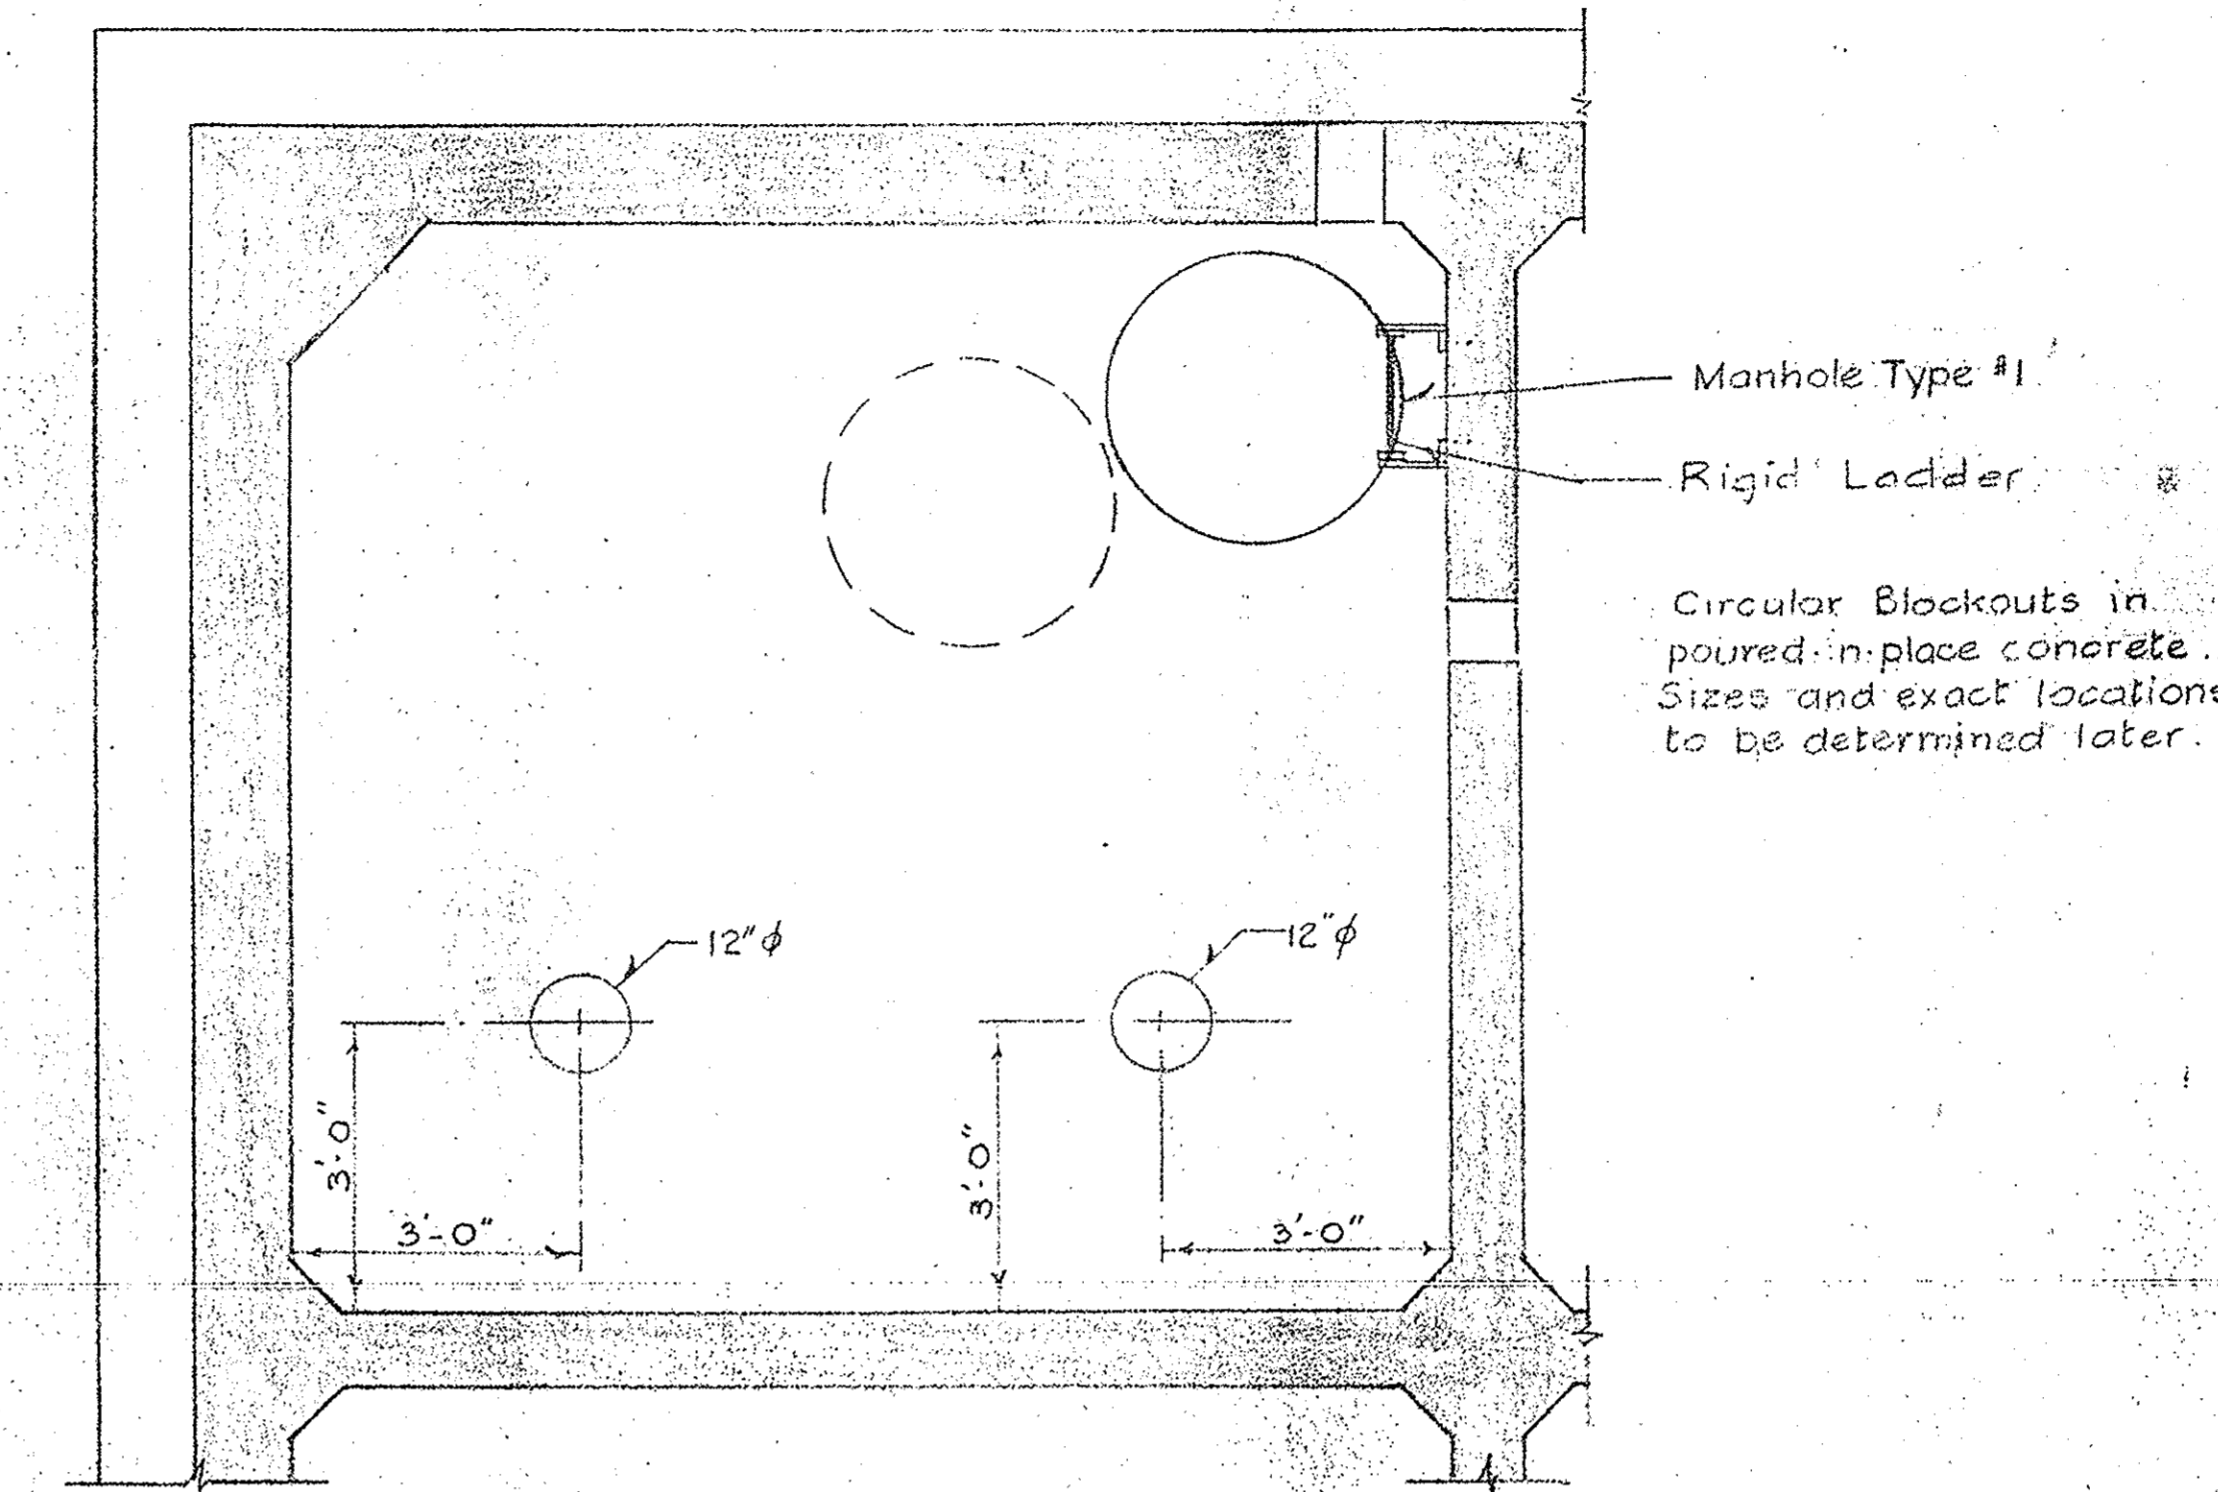 Manhole Type #1
Rigid Ladder
Circular Blockouts in
poured-in-place concrete.
Sizes and exact locations
to be determined later.
12"ϕ
12"ϕ
3'-0"
3'-0"
3'-0"
3'-0"